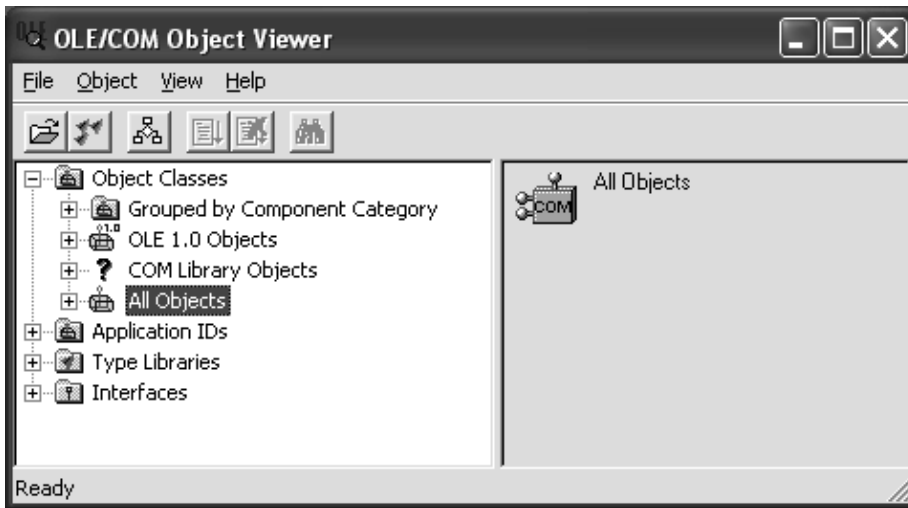 OLE/COM Object Viewer
File Object View Help
Object Classes
Grouped by Component Category
OLE 1.0 Objects
? COM Library Objects
All Objects
Application IDs
Type Libraries
Interfaces
COM
All Objects
Ready